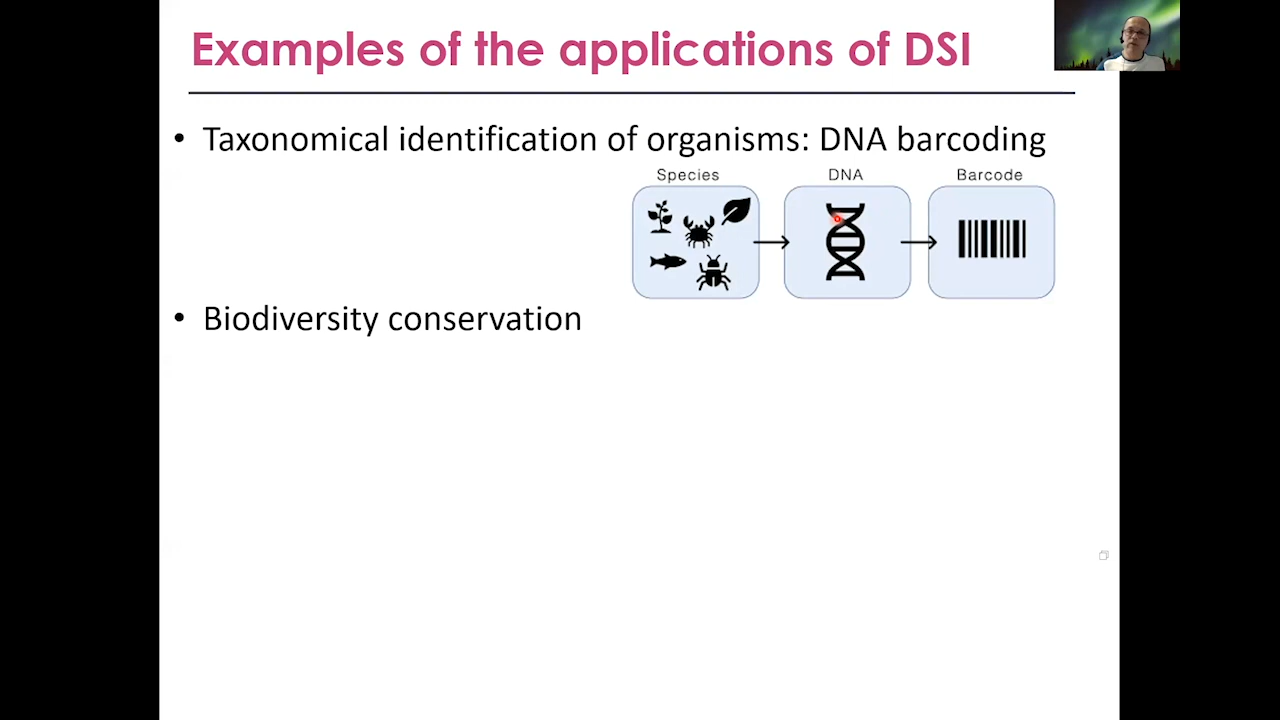 Examples of the applications of DSI
• Taxonomical identification of organisms: DNA barcoding
Species DNA Barcode
• Biodiversity conservation